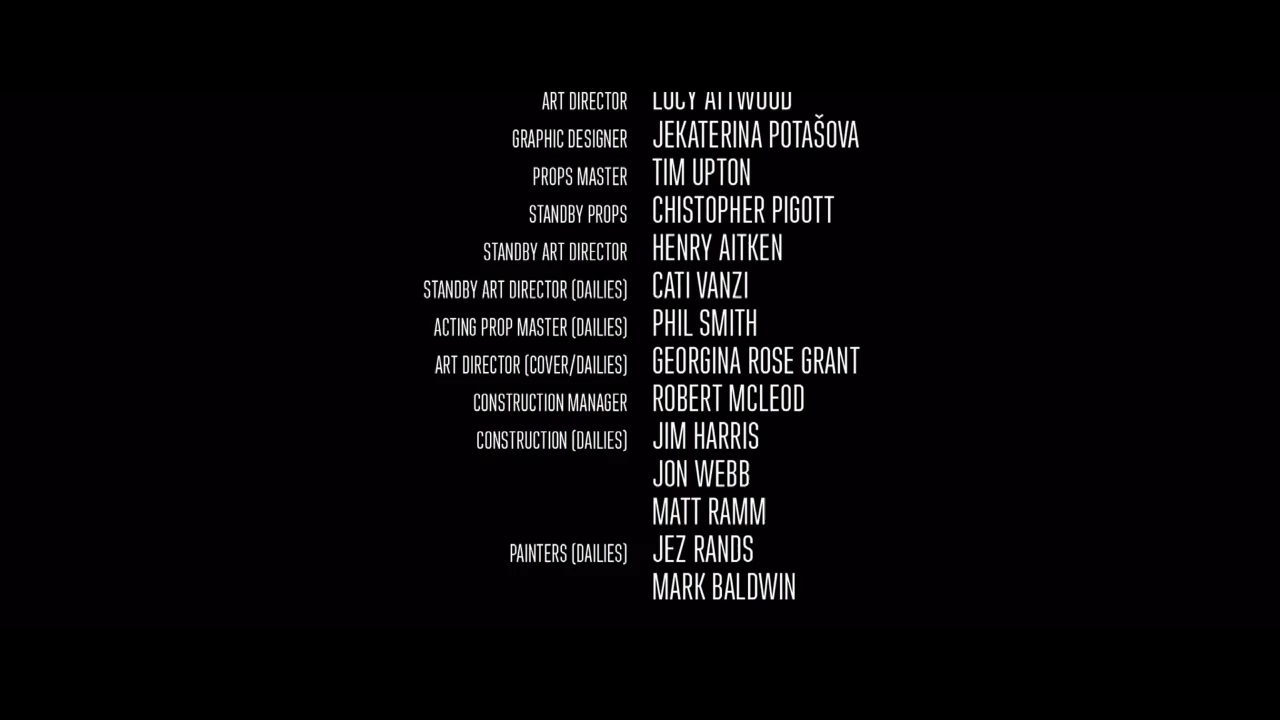 ART DIRECTOR LUCY ATTWOOD
GRAPHIC DESIGNER JEKATERINA POTAŠOVA
PROPS MASTER TIM UPTON
STANDBY PROPS CHISTOPHER PIGOTT
STANDBY ART DIRECTOR HENRY AITKEN
STANDBY ART DIRECTOR (DAILIES) CATI VANZI
ACTING PROP MASTER (DAILIES) PHIL SMITH
ART DIRECTOR (COVER/DAILIES) GEORGINA ROSE GRANT
CONSTRUCTION MANAGER ROBERT MCLEOD
CONSTRUCTION (DAILIES) JIM HARRIS
JON WEBB
MATT RAMM
PAINTERS (DAILIES) JEZ RANDS
MARK BALDWIN